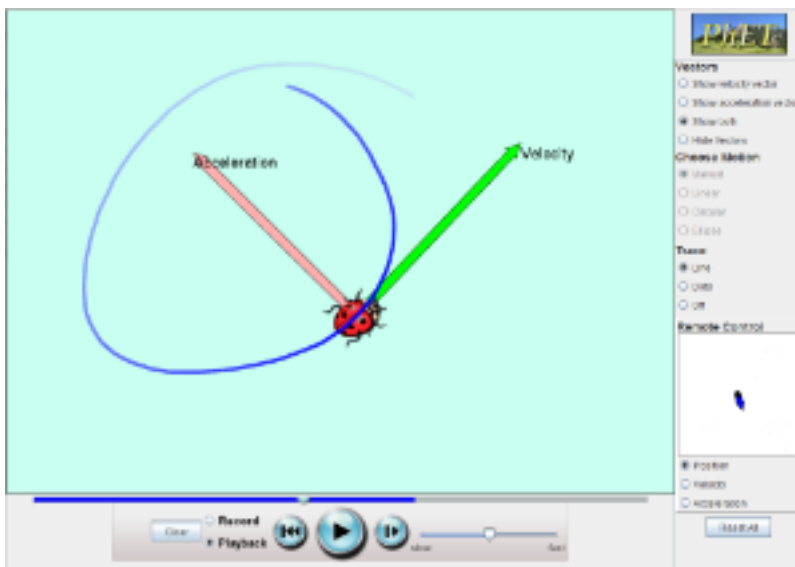 PhET
Vectors
Show velocity vector
Show acceleration vecto
Show both
Hide Vectors
Choose Motion
Manual
Linear
Circular
Ellipse
Trace
Line
Dots
Off
Remote Control
Position
Velocity
Acceleration
Reset All
Acceleration
Velocity
Clear
Record
Playback
slow
fast